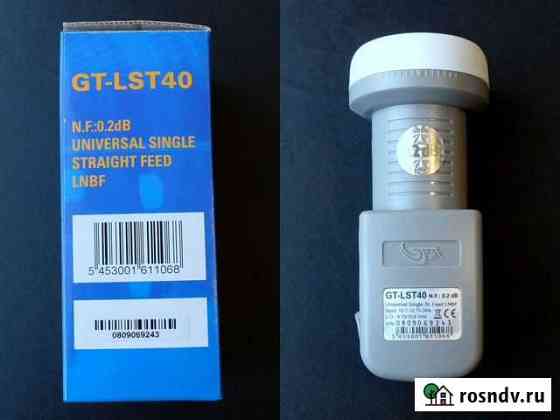 GT-LST40
N.F.:0.2dB
UNIVERSAL SINGLE
STRAIGHT FEED
LNBF
5 453001 611068
0809069243
GT-LST40 N.F.: 0.2 dB
Universal Single St. Feed LNBF
0809069243
rosndv.ru